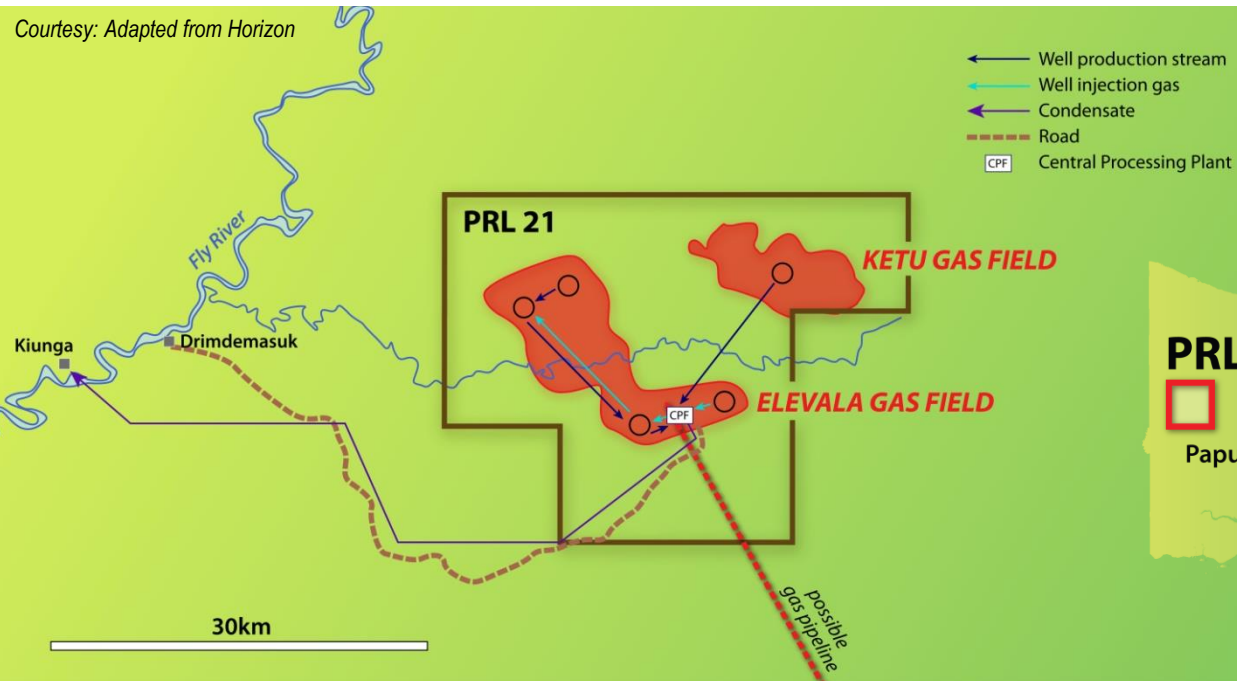 Courtesy: Adapted from Horizon
Well production stream
Well injection gas
Condensate
Road
CPF Central Processing Plant
PRL 21
Fly River
KETU GAS FIELD
Kiunga
Drimdemasuk
PRL
ELEVALA GAS FIELD
CPF
Papu
possible
gas pipeline
30km